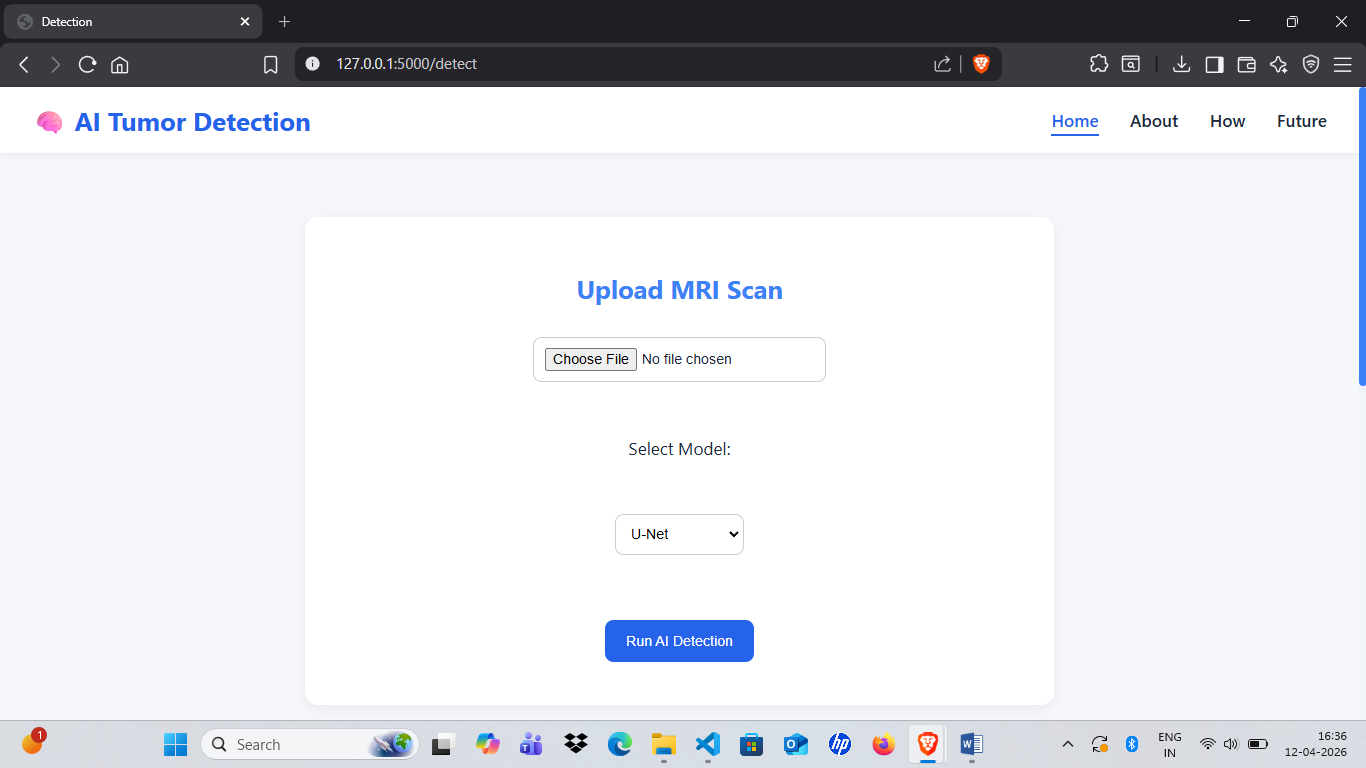 Detection
127.0.0.1:5000/detect
AI Tumor Detection
Home About How Future
Upload MRI Scan
Choose File No file chosen
Select Model:
U-Net
Run AI Detection
1
Search
ENG
IN
16:36
12-04-2026